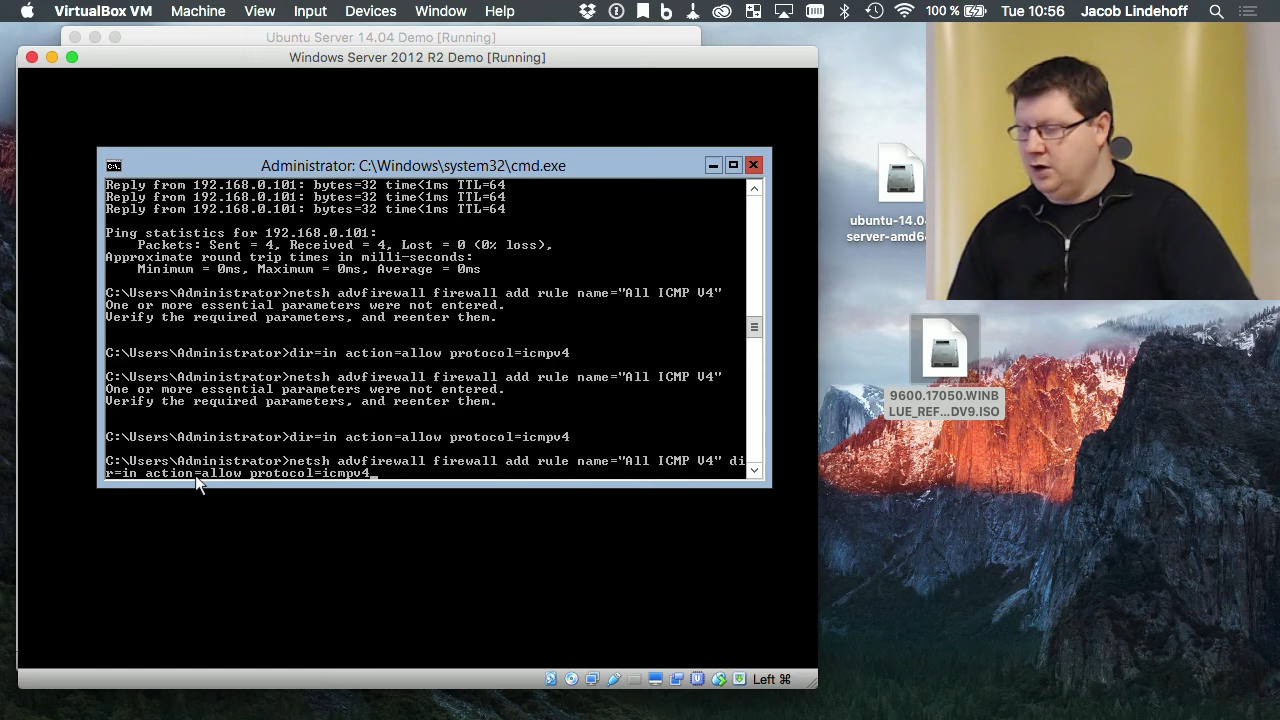 VirtualBox VM Machine View Input Devices Window Help 100 % Tue 10:56 Jacob Lindehoff
Ubuntu Server 14.04 Demo [Running]
Windows Server 2012 R2 Demo [Running]
Administrator: C:\Windows\system32\cmd.exe
Reply from 192.168.0.101: bytes=32 time<1ms TTL=64
Reply from 192.168.0.101: bytes=32 time<1ms TTL=64
Reply from 192.168.0.101: bytes=32 time<1ms TTL=64
Ping statistics for 192.168.0.101:
Packets: Sent = 4, Received = 4, Lost = 0 (0% loss),
Approximate round trip times in milli-seconds:
Minimum = 0ms, Maximum = 0ms, Average = 0ms
C:\Users\Administrator>netsh advfirewall firewall add rule name="All ICMP V4"
One or more essential parameters were not entered.
Verify the required parameters, and reenter them.
C:\Users\Administrator>dir=in action=allow protocol=icmpv4
C:\Users\Administrator>netsh advfirewall firewall add rule name="All ICMP V4"
One or more essential parameters were not entered.
Verify the required parameters, and reenter them.
C:\Users\Administrator>dir=in action=allow protocol=icmpv4
C:\Users\Administrator>netsh advfirewall firewall add rule name="All ICMP V4" di
r=in action=allow protocol=icmpv4_
Left ⌘
ubuntu-14.04
server-amd6
9600.17050.WINB
LUE_REF...DV9.ISO